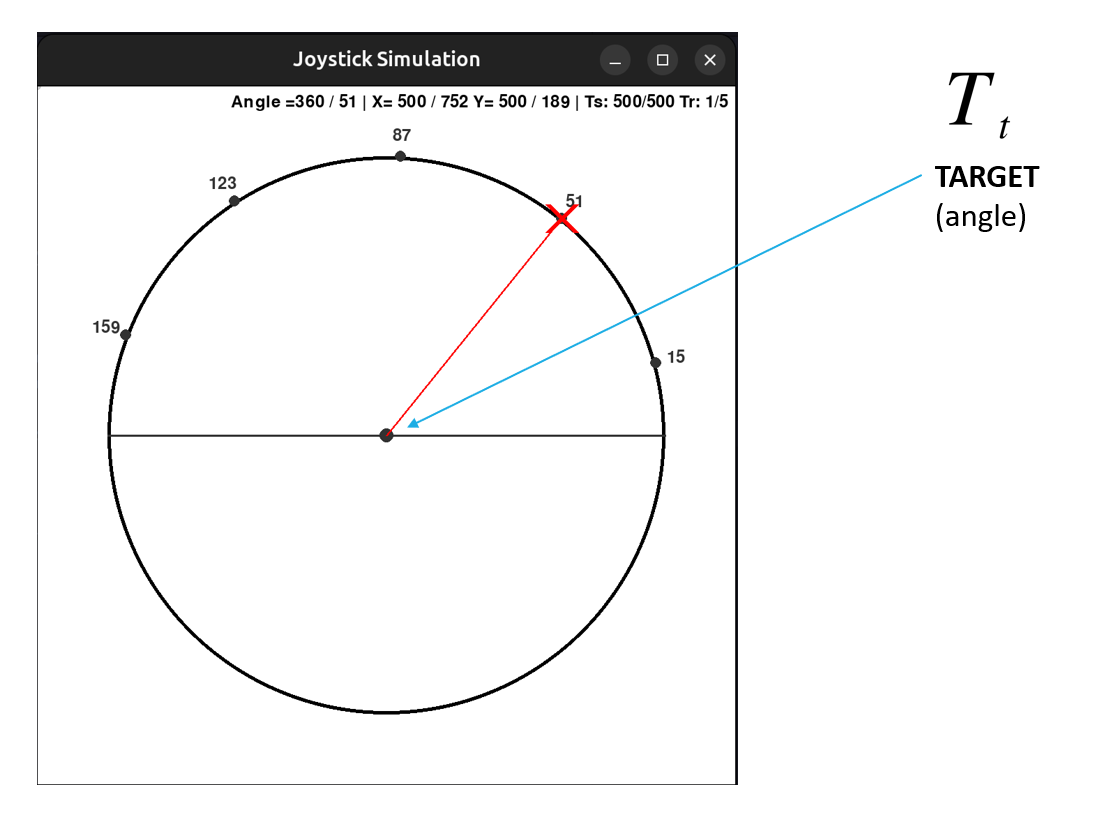 Joystick Simulation
Angle =360 / 51 | X= 500 / 752 Y= 500 / 189 | Ts: 500/500 Tr: 1/5
T t
TARGET
(angle)
87
123
51
159
15